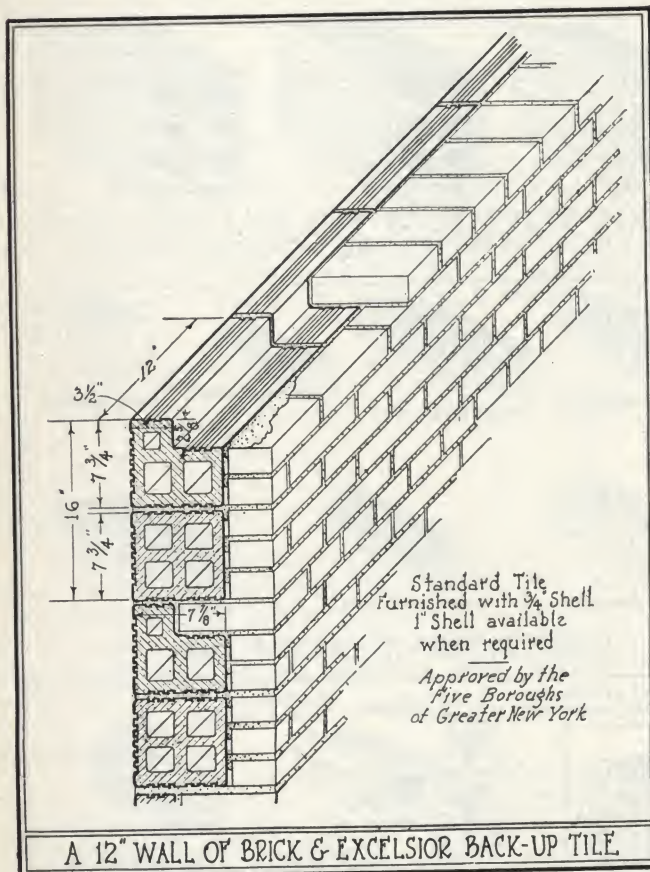 12"
3½"
2⅝"
7¾"
16"
7¾"
7⅞"
Standard Tile
Furnished with ¾" Shell
1" Shell available
when required
Approved by the
Five Boroughs
of Greater New York
A 12" WALL OF BRICK & EXCELSIOR BACK-UP TILE